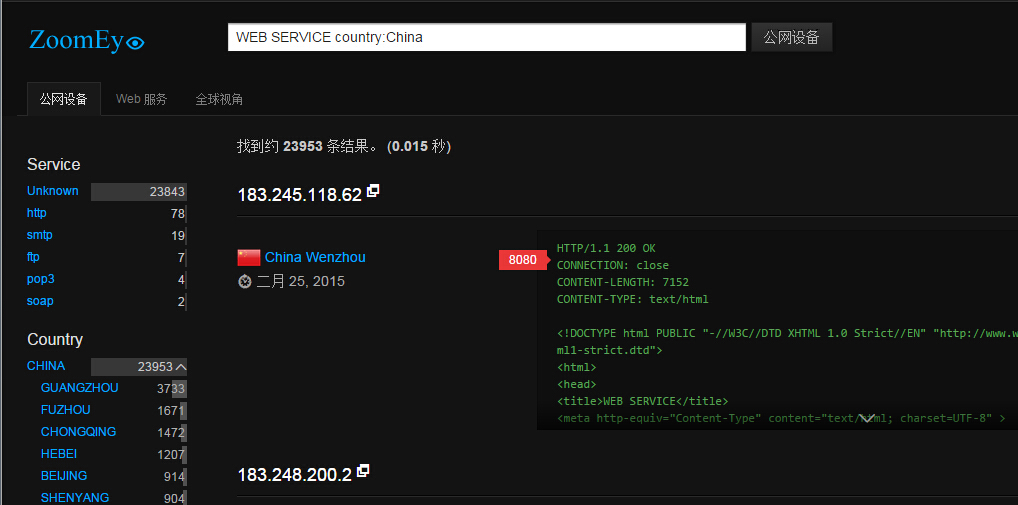 ZoomEy
WEB SERVICE country:China
公网设备
公网设备
Web 服务
全球视角
找到约 23953 条结果。 (0.015 秒)
Service
Unknown 23843
http 78
smtp 19
ftp 7
pop3 4
soap 2
Country
CHINA 23953
GUANGZHOU 3733
FUZHOU 1671
CHONGQING 1472
HEBEI 1207
BEIJING 914
SHENYANG 904
183.245.118.62
China Wenzhou
二月 25, 2015
8080
HTTP/1.1 200 OK
CONNECTION: close
CONTENT-LENGTH: 7152
CONTENT-TYPE: text/html
<!DOCTYPE html PUBLIC "-//W3C//DTD XHTML 1.0 Strict//EN" "http://www.w
ml1-strict.dtd">
<html>
<head>
<title>WEB SERVICE</title>
<meta http-equiv="Content-Type" content="text/html; charset=UTF-8" >
183.248.200.2